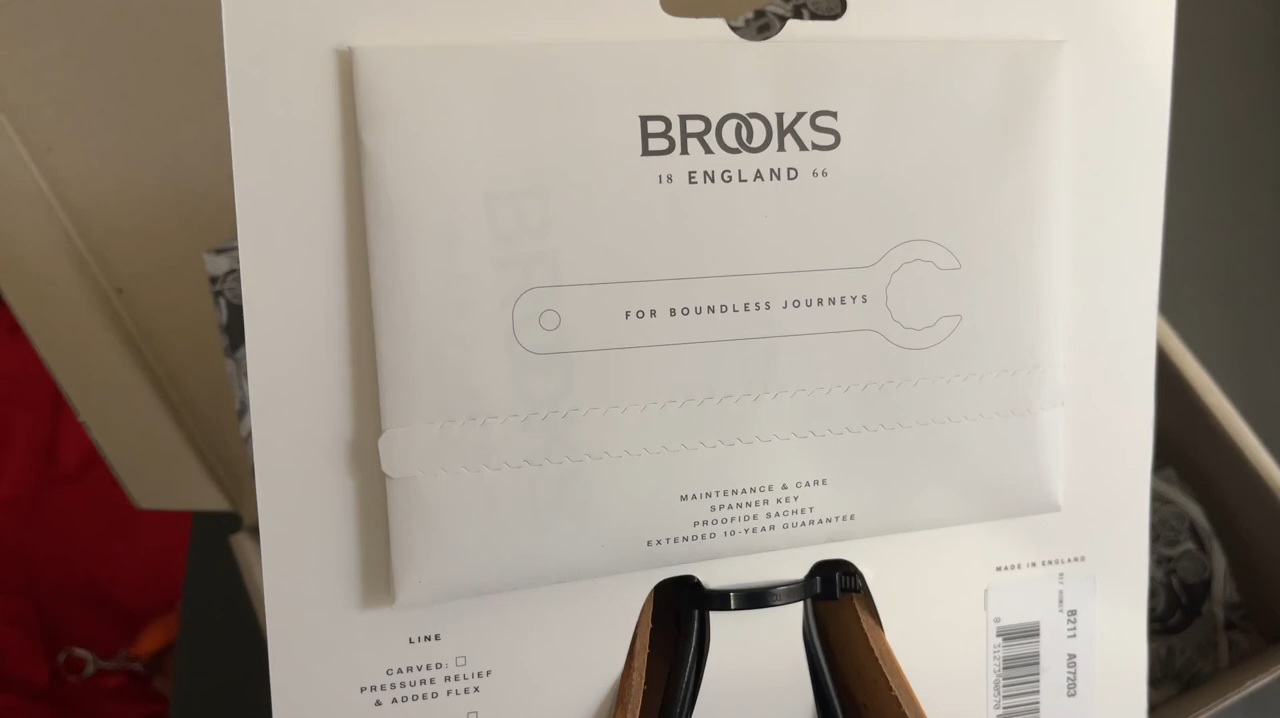 BROOKS
18 ENGLAND 66
FOR BOUNDLESS JOURNEYS
MAINTENANCE & CARE
SPANNER KEY
PROOFIDE SACHET
EXTENDED 10-YEAR GUARANTEE
MADE IN ENGLAND
B211 A07203
LINE
CARVED:
PRESSURE RELIEF
& ADDED FLEX